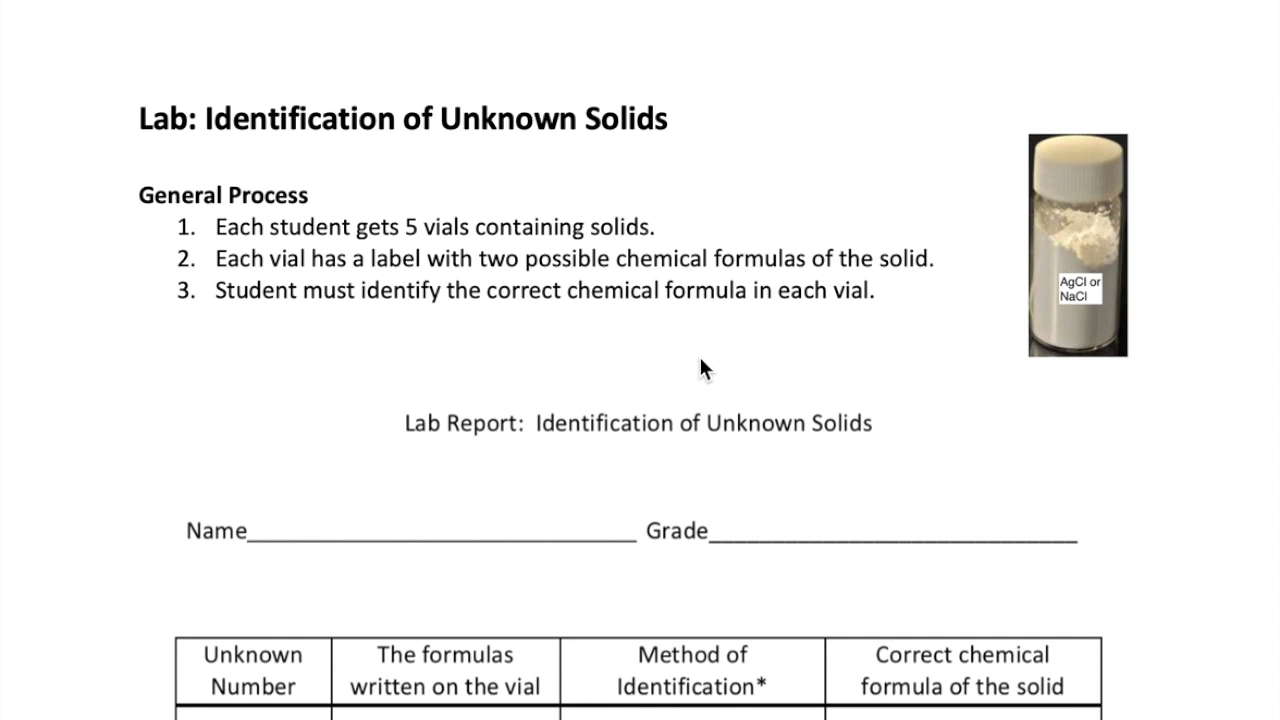 Lab: Identification of Unknown Solids
General Process
1. Each student gets 5 vials containing solids.
2. Each vial has a label with two possible chemical formulas of the solid.
3. Student must identify the correct chemical formula in each vial.
AgCl or
NaCl
Lab Report: Identification of Unknown Solids
Name Grade
Unknown
Number
The formulas
written on the vial
Method of
Identification*
Correct chemical
formula of the solid